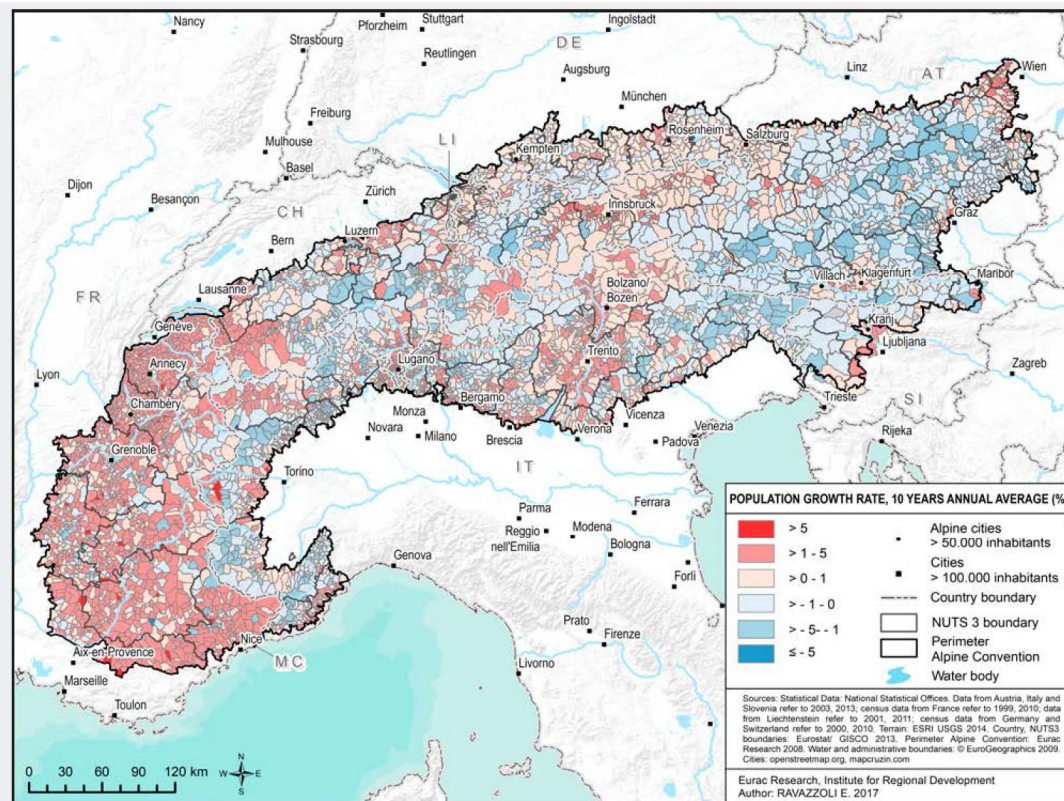 Nancy
Pforzheim
Stuttgart
Ingolstadt
Strasbourg
Reutlingen
DE
Augsburg
Linz
AT
Wien
München
Freiburg
Mulhouse
Basel
LI
Kempten
Rosenheim
Salzburg
Dijon
Besançon
Zürich
CH
Innsbruck
Graz
Luzern
Bern
Villach
Klagenfurt
Maribor
FR
Lausanne
Bolzano/
Bozen
Kranj
Genéve
Ljubljana
Annecy
Lugano
Trento
Zagreb
Lyon
Chambéry
Bergamo
Trieste
SI
Monza
Vicenza
Novara
Milano
Brescia
Verona
Venezia
Padova
Rijeka
Grenoble
IT
Torino
Parma
Ferrara
Reggio
nell'Emilia
Modena
Bologna
Genova
Forlì
Prato
Firenze
Nice
MC
Aix-en-Provence
Livorno
Marseille
Toulon
POPULATION GROWTH RATE, 10 YEARS ANNUAL AVERAGE (%
> 5
> 1 - 5
> 0 - 1
> - 1 - 0
> - 5 - - 1
≤ - 5
Alpine cities
> 50.000 inhabitants
Cities
> 100.000 inhabitants
Country boundary
NUTS 3 boundary
Perimeter
Alpine Convention
Water body
Sources: Statistical Data: National Statistical Offices. Data from Austria, Italy and
Slovenia refer to 2003, 2013; census data from France refer to 1999, 2010; data
from Liechtenstein refer to 2001, 2011; census data from Germany and
Switzerland refer to 2000, 2010. Terrain: ESRI USGS 2014. Country, NUTS3
boundaries: Eurostat/ GISCO 2013. Perimeter Alpine Convention: Eurac
Research 2008. Water and administrative boundaries: © EuroGeographics 2009.
Cities: openstreetmap.org, mapcruzin.com
Eurac Research, Institute for Regional Development
Author: RAVAZZOLI E. 2017
0 30 60 90 120 km
N
W E
S